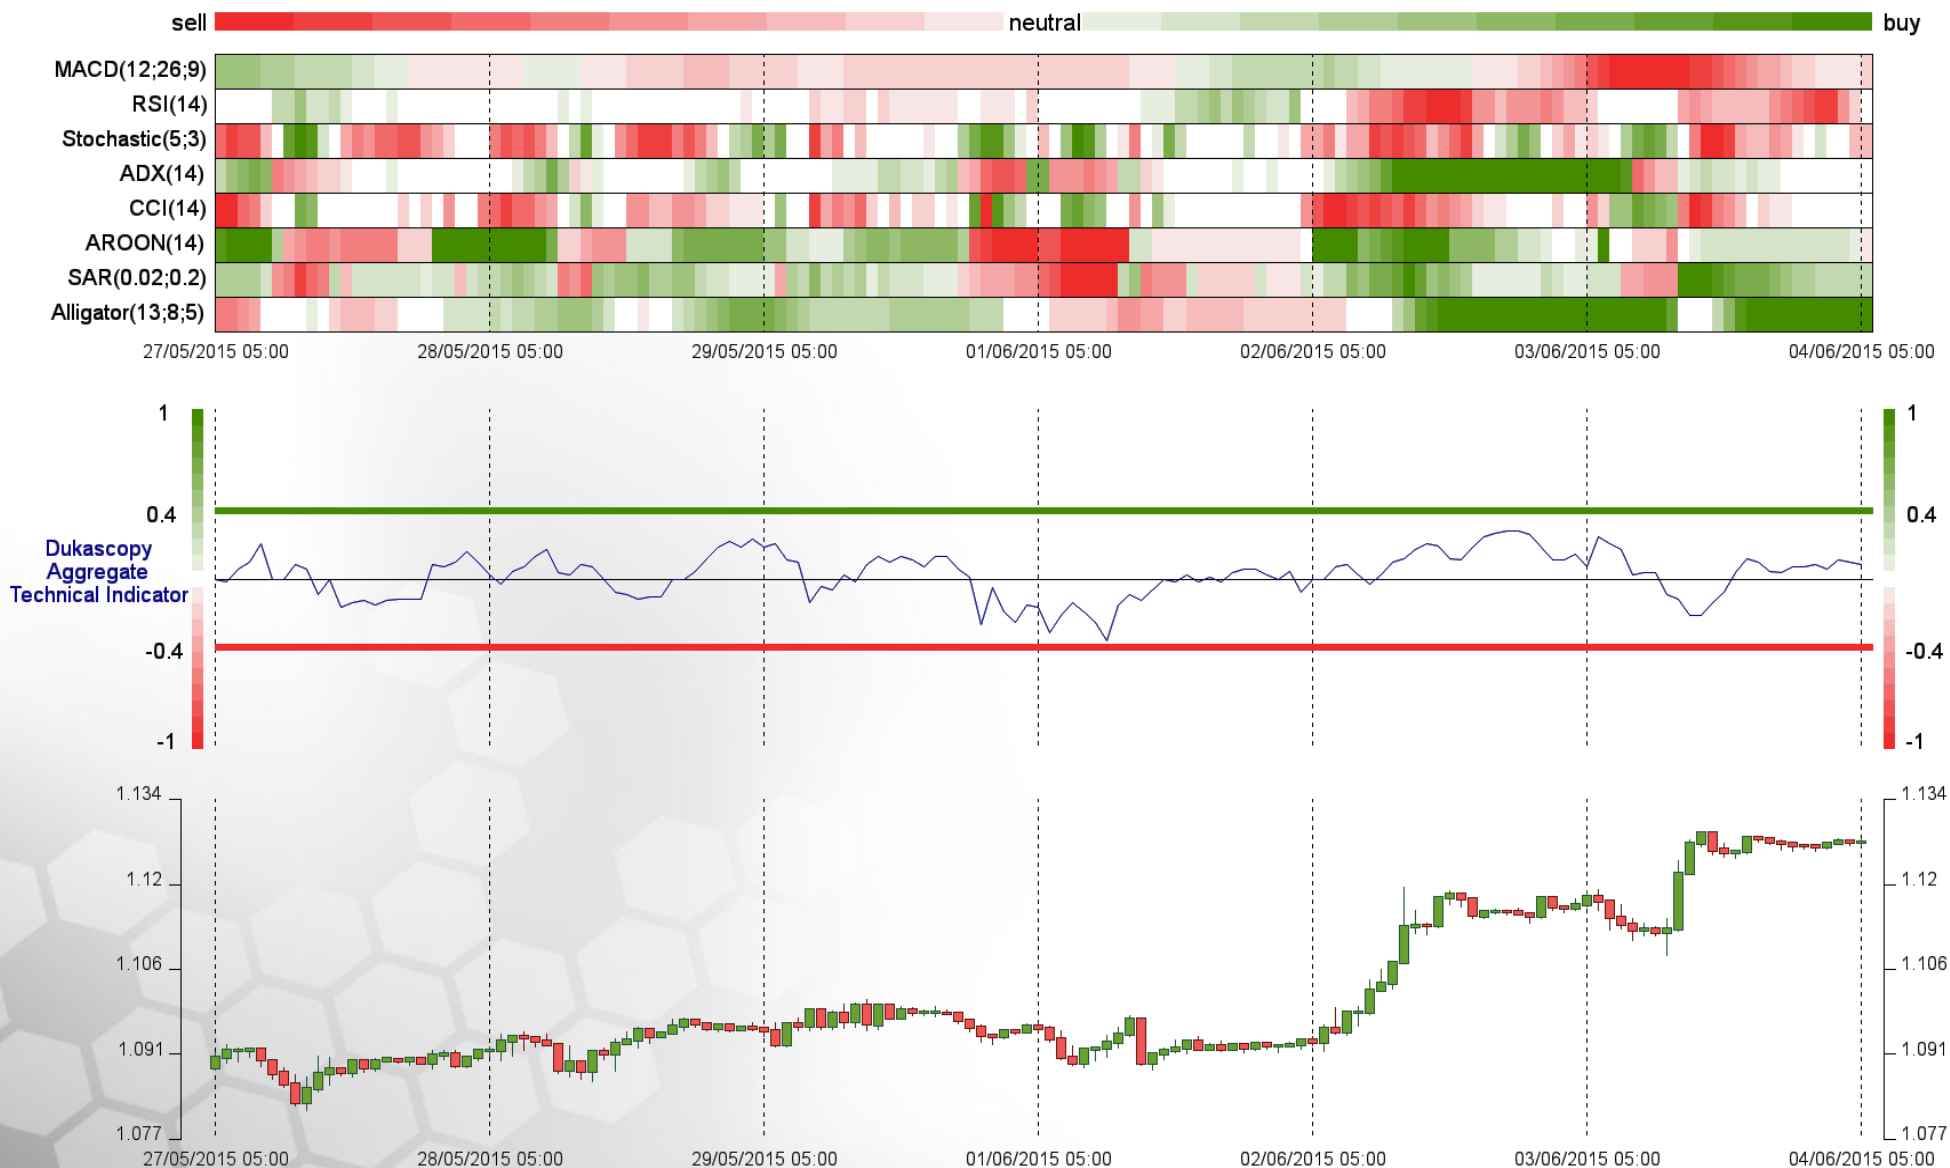 sell neutral buy
MACD(12;26;9)
RSI(14)
Stochastic(5;3)
ADX(14)
CCI(14)
AROON(14)
SAR(0.02;0.2)
Alligator(13;8;5)
27/05/2015 05:00 28/05/2015 05:00 29/05/2015 05:00 01/06/2015 05:00 02/06/2015 05:00 03/06/2015 05:00 04/06/2015 05:00
1 1
0.4 0.4
Dukascopy
Aggregate
Technical Indicator
-0.4 -0.4
-1 -1
1.134 1.134
1.12 1.12
1.106 1.106
1.091 1.091
1.077 1.077
27/05/2015 05:00 28/05/2015 05:00 29/05/2015 05:00 01/06/2015 05:00 02/06/2015 05:00 03/06/2015 05:00 04/06/2015 05:00